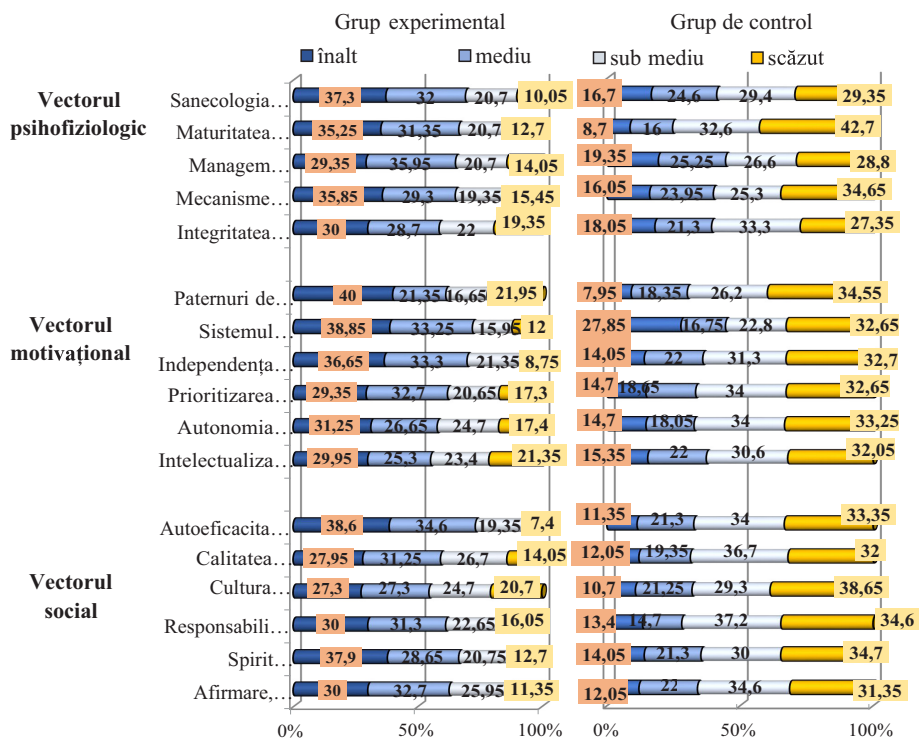 Grup experimental Grup de control
înalt mediu sub mediu scăzut
Vectorul psihofiziologic
Sanecologia… 37,3 32 20,7 10,05 16,7 24,6 29,4 29,35
Maturitatea… 35,25 31,35 20,7 12,7 8,7 16 32,6 42,7
Managem… 29,35 35,95 20,7 14,05 19,35 25,25 26,6 28,8
Mecanisme… 35,85 29,3 19,35 15,45 16,05 23,95 25,3 34,65
Integritatea… 30 28,7 22 19,35 18,05 21,3 33,3 27,35
Vectorul motivațional
Paternuri de… 40 21,35 16,65 21,95 7,95 18,35 26,2 34,55
Sistemul… 38,85 33,25 15,95 12 27,85 16,75 22,8 32,65
Independența… 36,65 33,3 21,35 8,75 14,05 22 31,3 32,7
Prioritizarea… 29,35 32,7 20,65 17,3 14,7 18,65 34 32,65
Autonomia… 31,25 26,65 24,7 17,4 14,7 18,05 34 33,25
Intelectualiza… 29,95 25,3 23,4 21,35 15,35 22 30,6 32,05
Vectorul social
Autoeficacita… 38,6 34,6 19,35 7,4 11,35 21,3 34 33,35
Calitatea… 27,95 31,25 26,7 14,05 12,05 19,35 36,7 32
Cultura… 27,3 27,3 24,7 20,7 10,7 21,25 29,3 38,65
Responsabili… 30 31,3 22,65 16,05 13,4 14,7 37,2 34,6
Spirit… 37,9 28,65 20,75 12,7 14,05 21,3 30 34,7
Afirmare,… 30 32,7 25,95 11,35 12,05 22 34,6 31,35
0% 50% 100% 0% 50% 100%